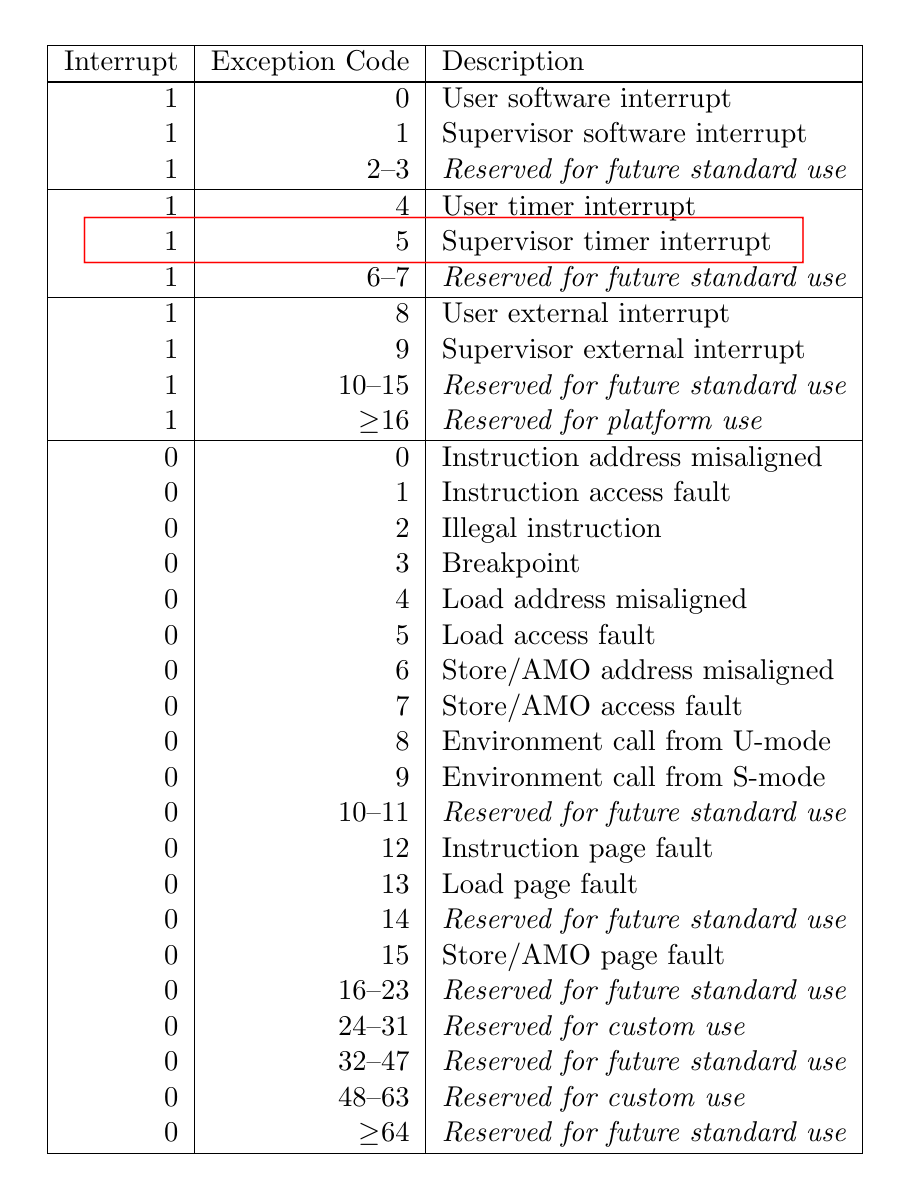 Interrupt Exception Code Description
1 0 User software interrupt
1 1 Supervisor software interrupt
1 2–3 Reserved for future standard use
1 4 User timer interrupt
1 5 Supervisor timer interrupt
1 6–7 Reserved for future standard use
1 8 User external interrupt
1 9 Supervisor external interrupt
1 10–15 Reserved for future standard use
1 ≥16 Reserved for platform use
0 0 Instruction address misaligned
0 1 Instruction access fault
0 2 Illegal instruction
0 3 Breakpoint
0 4 Load address misaligned
0 5 Load access fault
0 6 Store/AMO address misaligned
0 7 Store/AMO access fault
0 8 Environment call from U-mode
0 9 Environment call from S-mode
0 10–11 Reserved for future standard use
0 12 Instruction page fault
0 13 Load page fault
0 14 Reserved for future standard use
0 15 Store/AMO page fault
0 16–23 Reserved for future standard use
0 24–31 Reserved for custom use
0 32–47 Reserved for future standard use
0 48–63 Reserved for custom use
0 ≥64 Reserved for future standard use